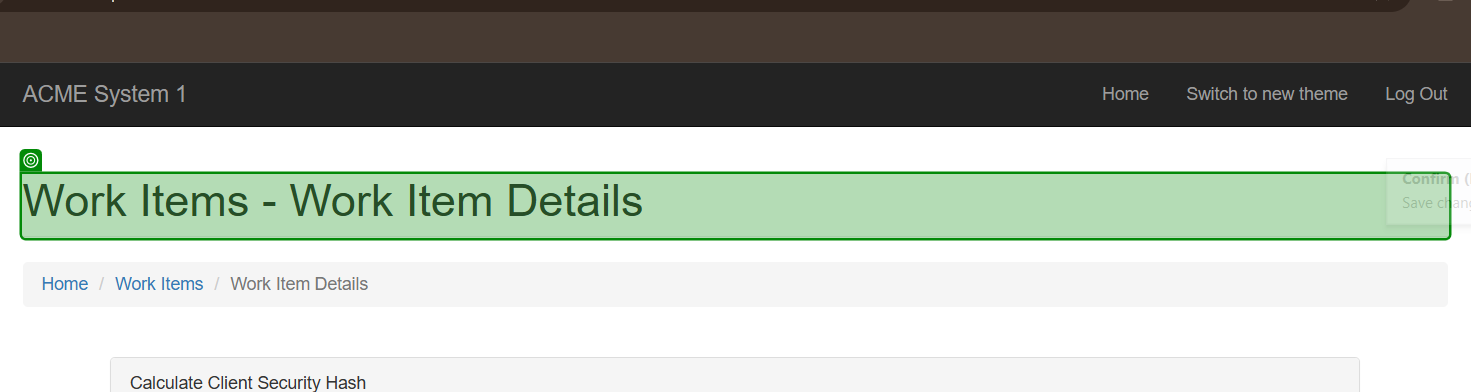 ACME System 1 Home Switch to new theme Log Out
Work Items - Work Item Details
Confirm (
Save chang
Home / Work Items / Work Item Details
Calculate Client Security Hash